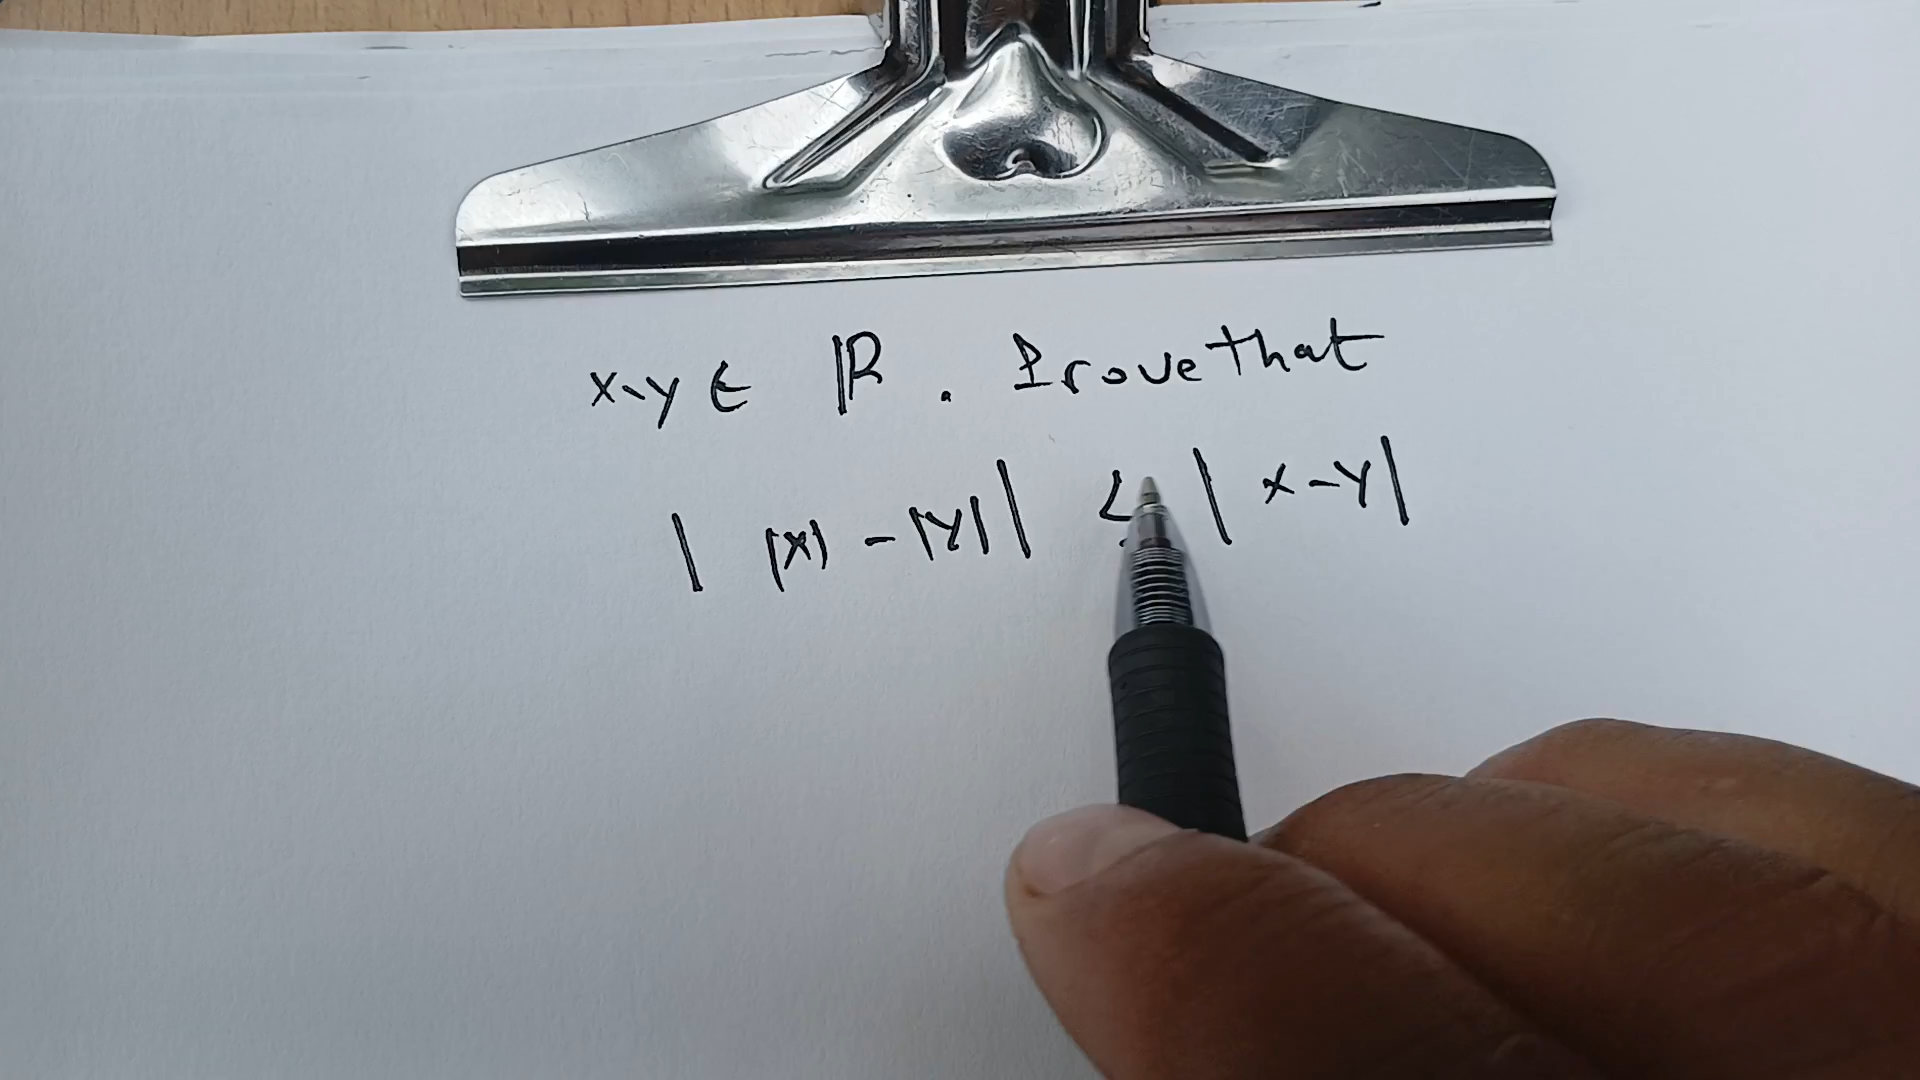 x,y ∈ ℝ. Prove that
| |x| - |y| | ≤ | x - y |